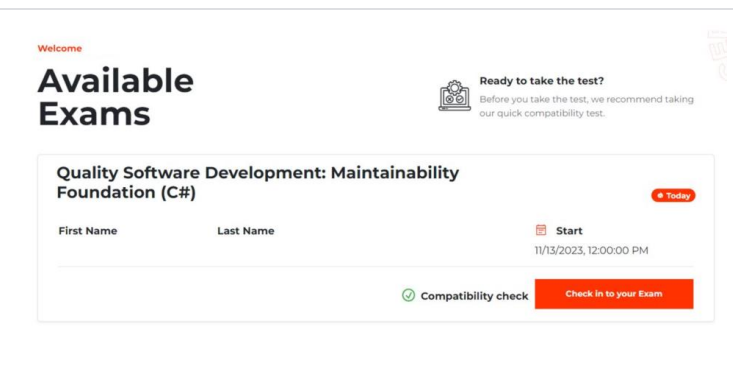 Welcome
Available
Exams
Ready to take the test?
Before you take the test, we recommend taking
our quick compatibility test.
Quality Software Development: Maintainability
Foundation (C#)
Today
First Name
Last Name
Start
11/13/2023, 12:00:00 PM
Compatibility check
Check in to your Exam